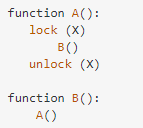 function A():
lock (X)
B()
unlock (X)
function B():
A()